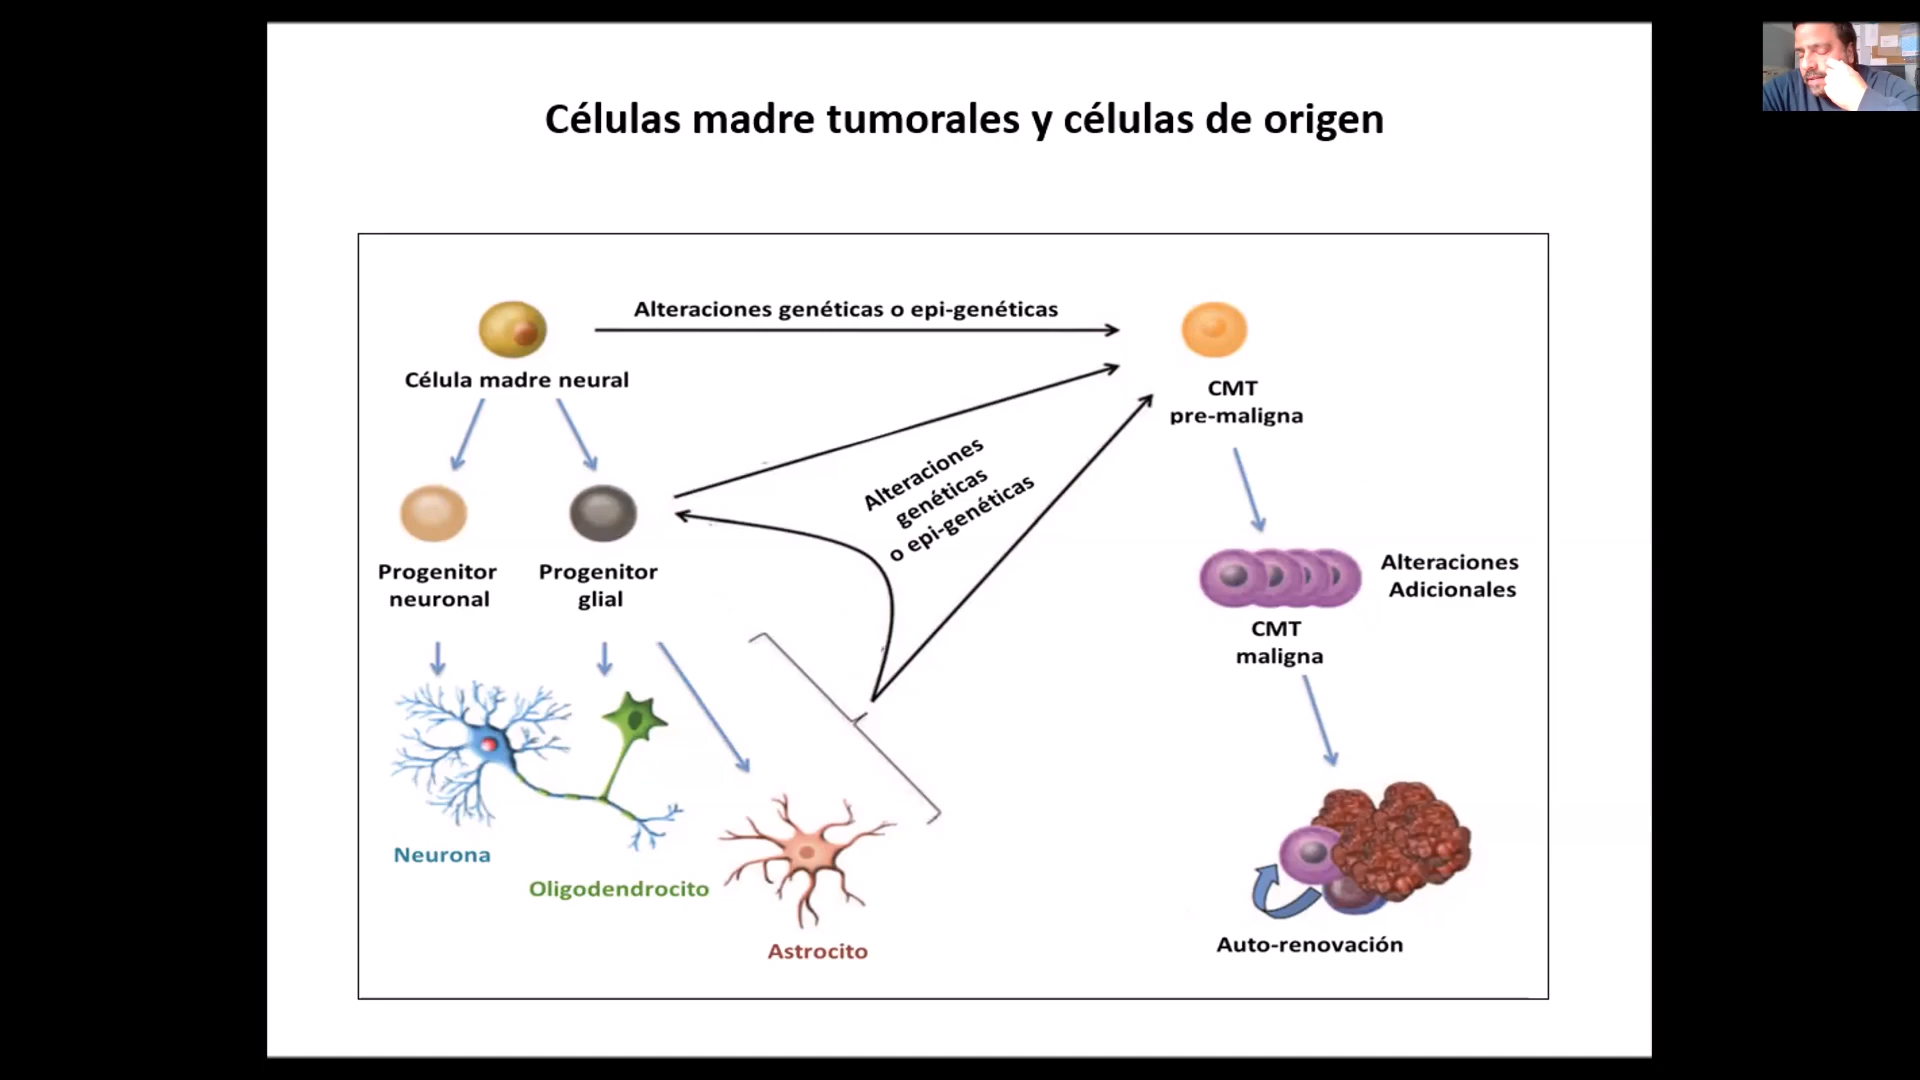 Células madre tumorales y células de origen
Alteraciones genéticas o epi-genéticas
Célula madre neural
CMT
pre-maligna
Alteraciones
genéticas
o epi-genéticas
Progenitor
neuronal
Progenitor
glial
Alteraciones
Adicionales
CMT
maligna
Neurona
Oligodendrocito
Astrocito
Auto-renovación